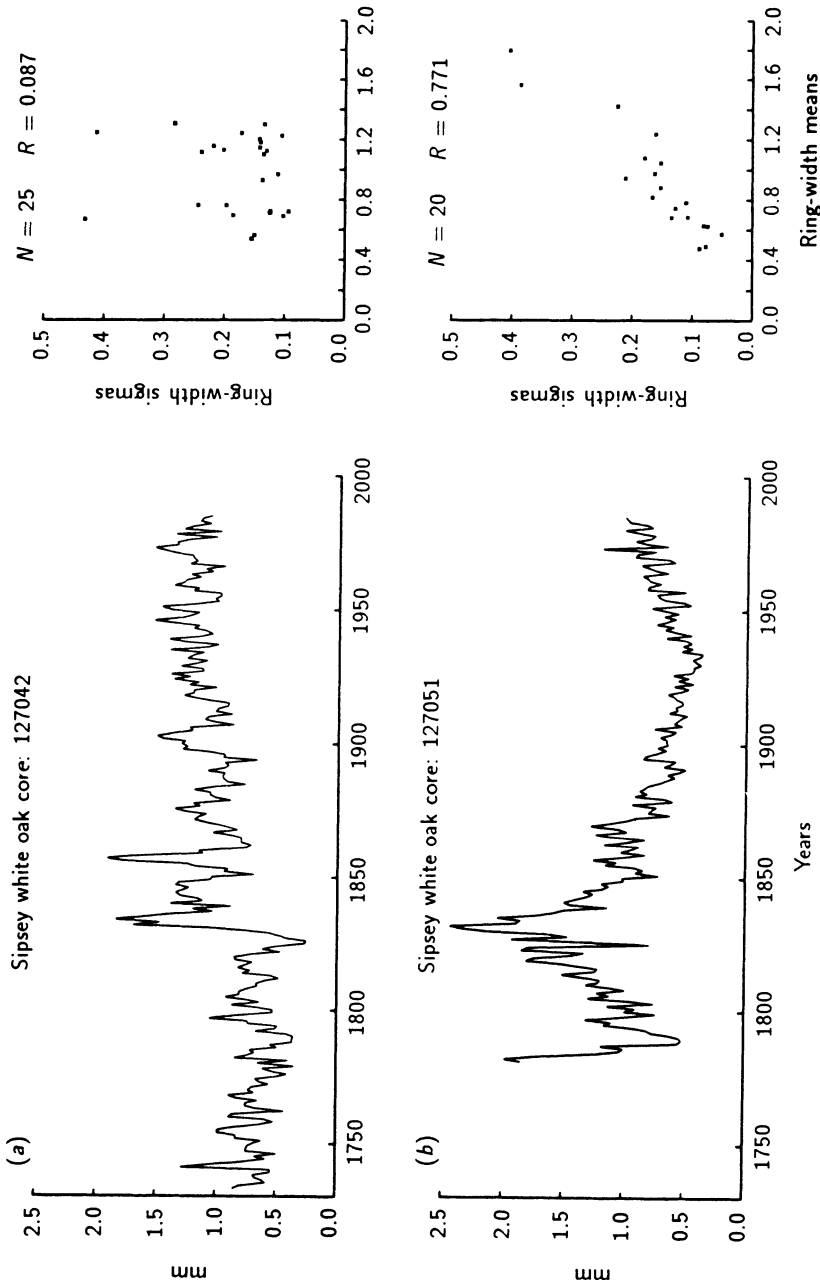 (a)
Sipsey white oak core: 127042
mm
2.5
2.0
1.5
1.0
0.5
0.0
1750 1800 1850 1900 1950 2000
N = 25 R = 0.087
Ring-width sigmas
0.5
0.4
0.3
0.2
0.1
0.0
0.0 0.4 0.8 1.2 1.6 2.0
(b)
Sipsey white oak core: 127051
mm
2.5
2.0
1.5
1.0
0.5
0.0
1750 1800 1850 1900 1950 2000
Years
N = 20 R = 0.771
Ring-width sigmas
0.5
0.4
0.3
0.2
0.1
0.0
0.0 0.4 0.8 1.2 1.6 2.0
Ring-width means